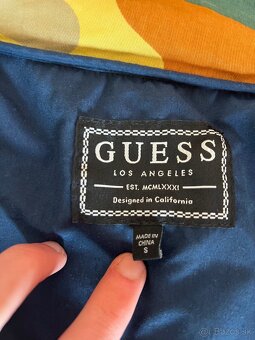 GUESS
LOS ANGELES
EST. MCMLXXXI
Designed in California
MADE IN
CHINA
S